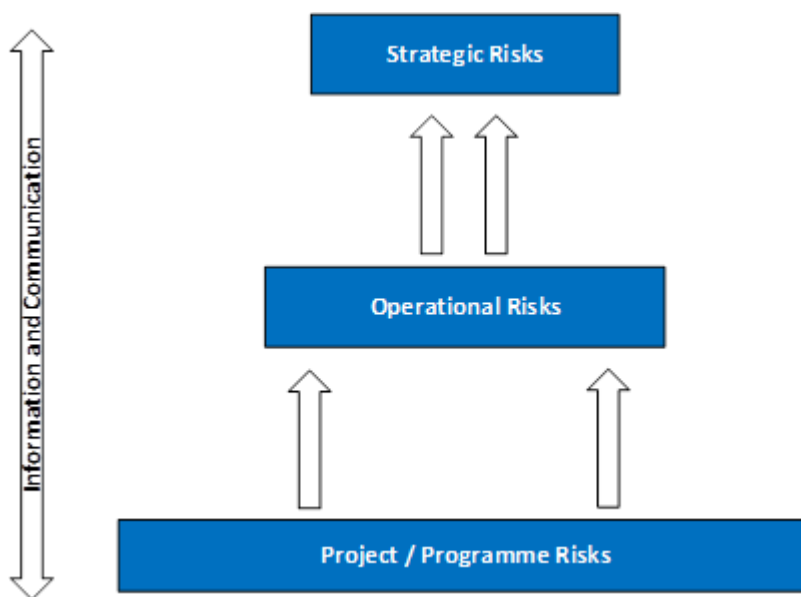 Strategic Risks
Information and Communication
Operational Risks
Project / Programme Risks